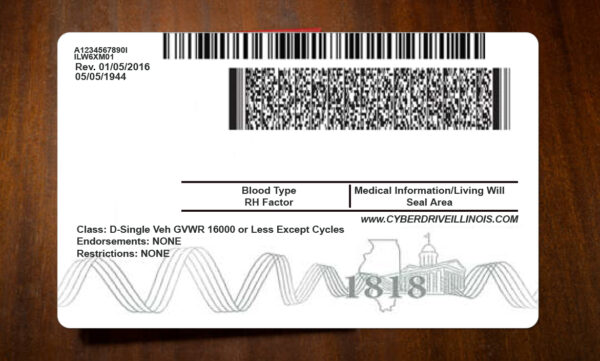 A1234567890I
ILW6XM01
Rev. 01/05/2016
05/05/1944
Blood Type
RH Factor
Medical Information/Living Will
Seal Area
WWW.CYBERDRIVEILLINOIS.COM
Class: D-Single Veh GVWR 16000 or Less Except Cycles
Endorsements: NONE
Restrictions: NONE
1818